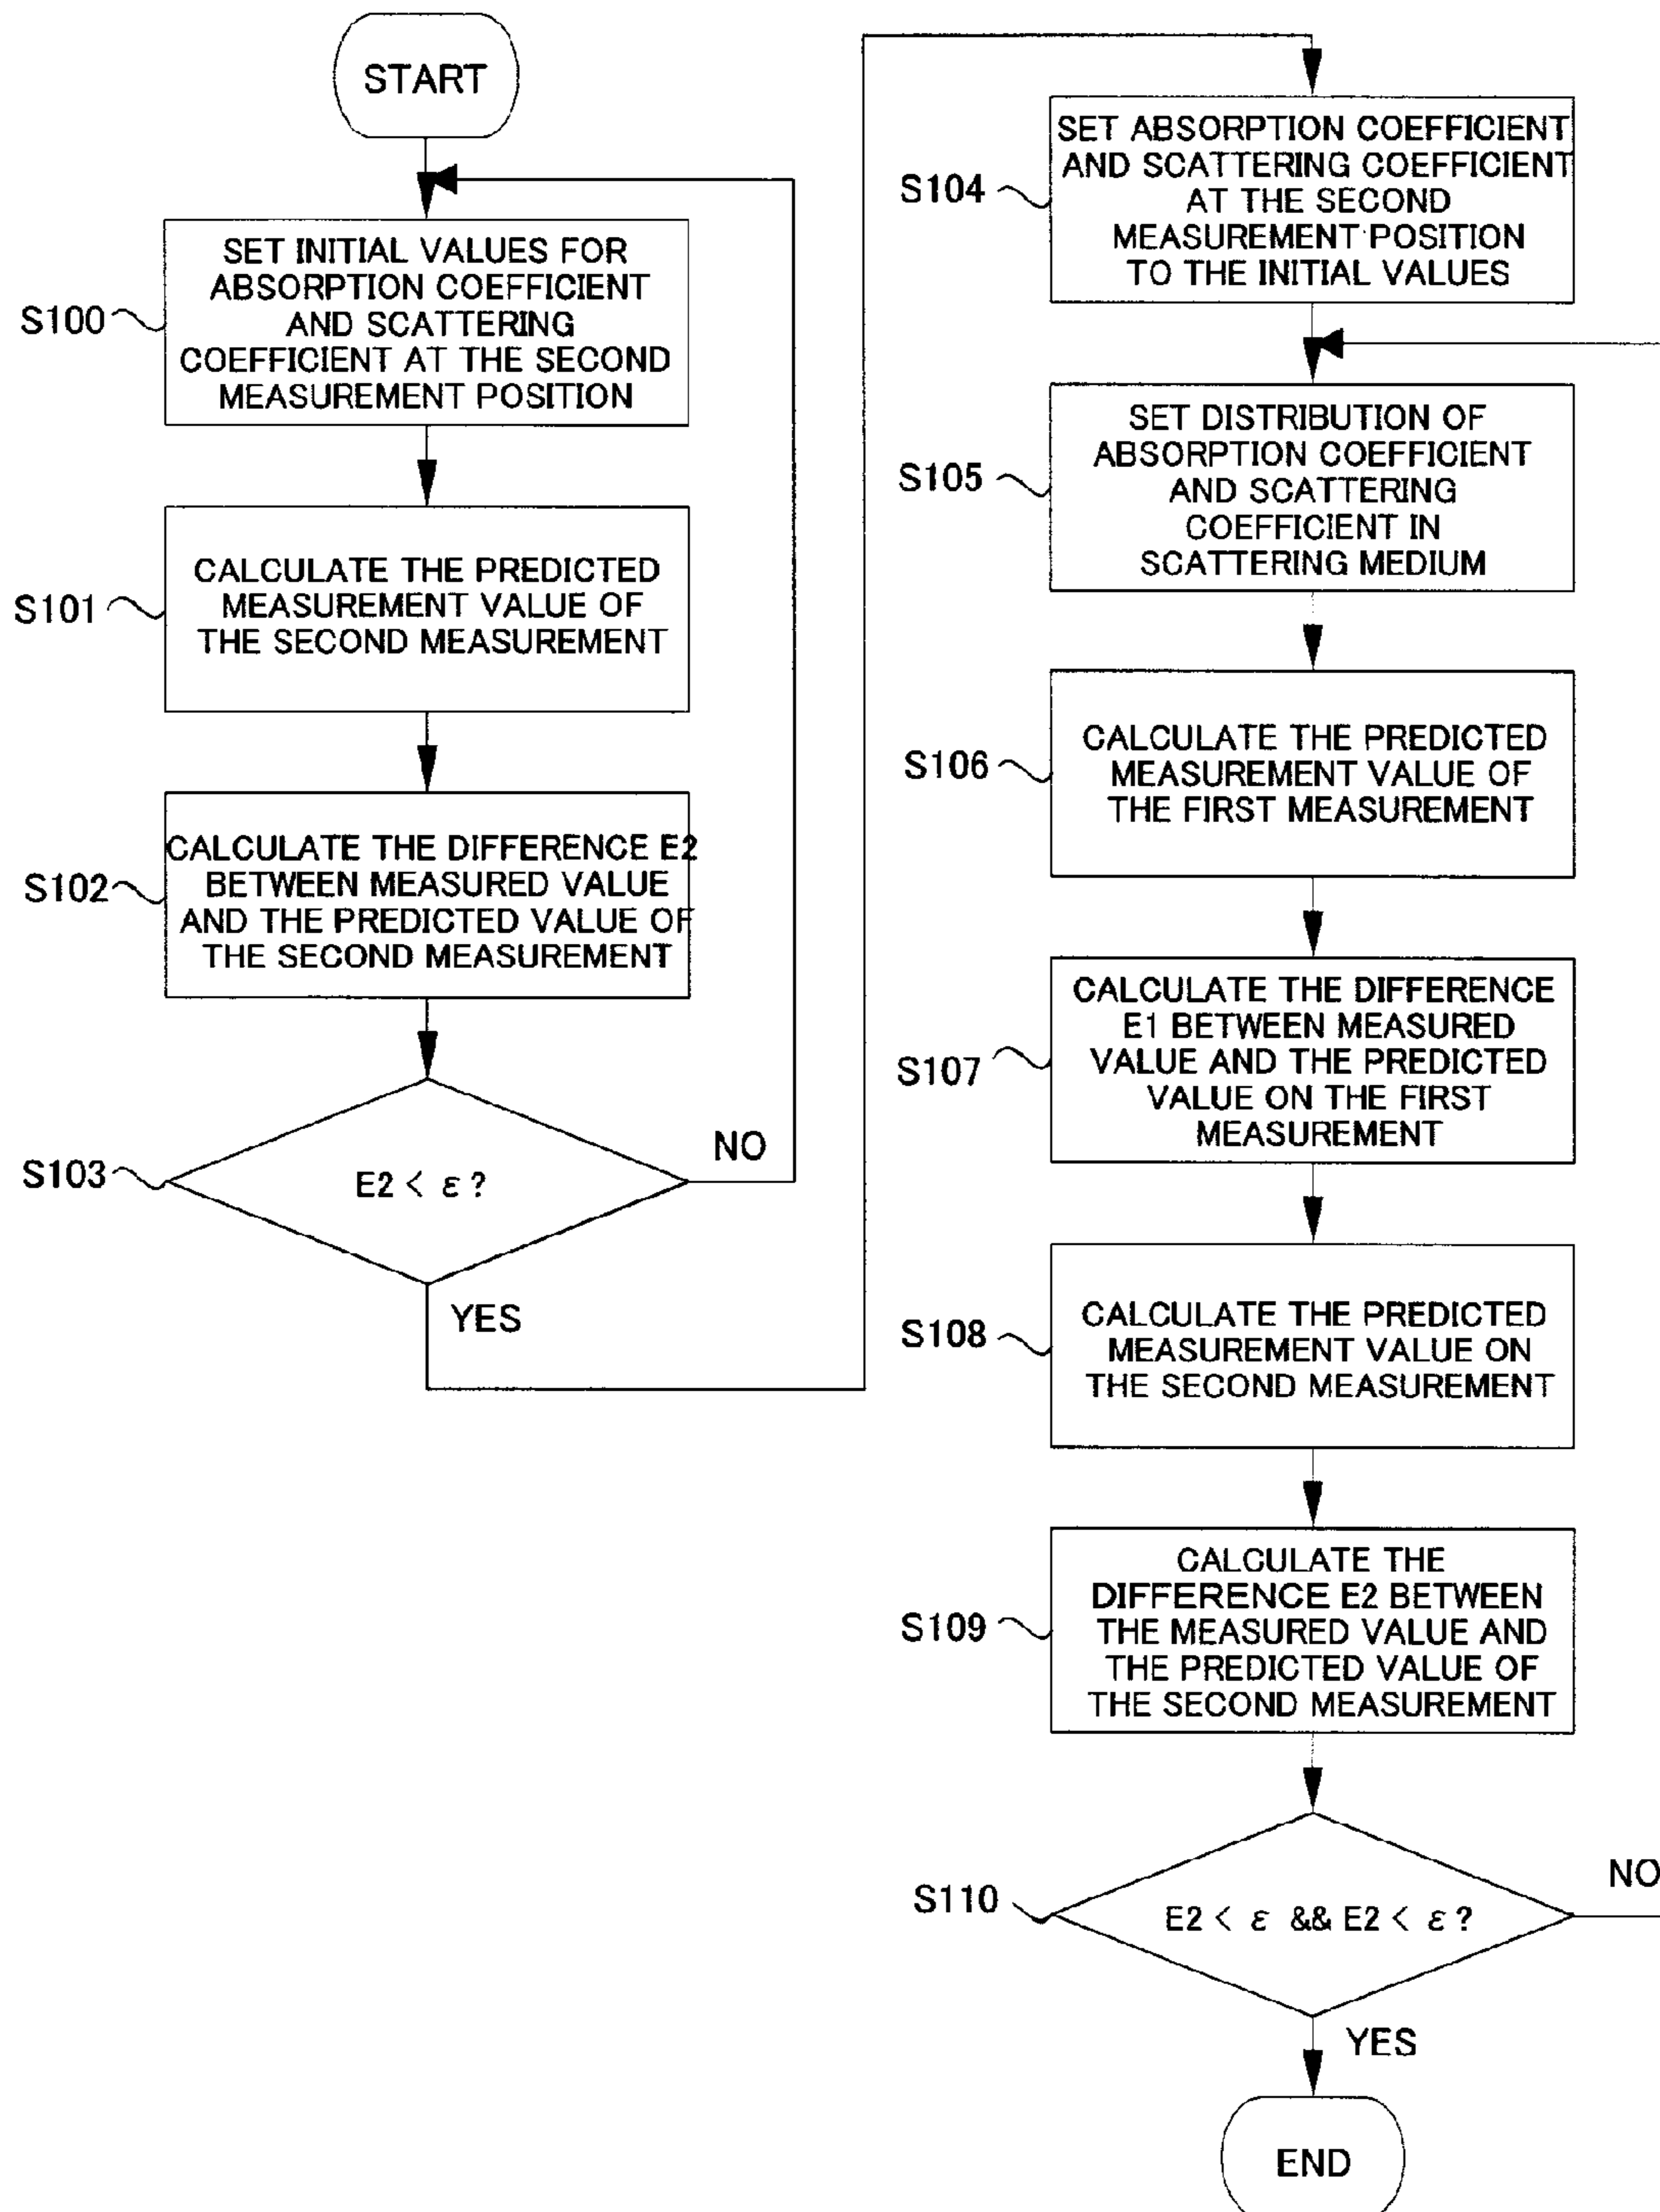 START
S100
SET INITIAL VALUES FOR
ABSORPTION COEFFICIENT
AND SCATTERING
COEFFICIENT AT THE SECOND
MEASUREMENT POSITION
S101
CALCULATE THE PREDICTED
MEASUREMENT VALUE OF
THE SECOND MEASUREMENT
S102
CALCULATE THE DIFFERENCE E2
BETWEEN MEASURED VALUE
AND THE PREDICTED VALUE OF
THE SECOND MEASUREMENT
S103
E2 < ε ?
NO
YES
S104
SET ABSORPTION COEFFICIENT
AND SCATTERING COEFFICIENT
AT THE SECOND
MEASUREMENT POSITION
TO THE INITIAL VALUES
S105
SET DISTRIBUTION OF
ABSORPTION COEFFICIENT
AND SCATTERING
COEFFICIENT IN
SCATTERING MEDIUM
S106
CALCULATE THE PREDICTED
MEASUREMENT VALUE OF
THE FIRST MEASUREMENT
S107
CALCULATE THE DIFFERENCE
E1 BETWEEN MEASURED
VALUE AND THE PREDICTED
VALUE ON THE FIRST
MEASUREMENT
S108
CALCULATE THE PREDICTED
MEASUREMENT VALUE ON
THE SECOND MEASUREMENT
S109
CALCULATE THE
DIFFERENCE E2 BETWEEN
THE MEASURED VALUE AND
THE PREDICTED VALUE OF
THE SECOND MEASUREMENT
S110
E2 < ε && E2 < ε ?
NO
YES
END